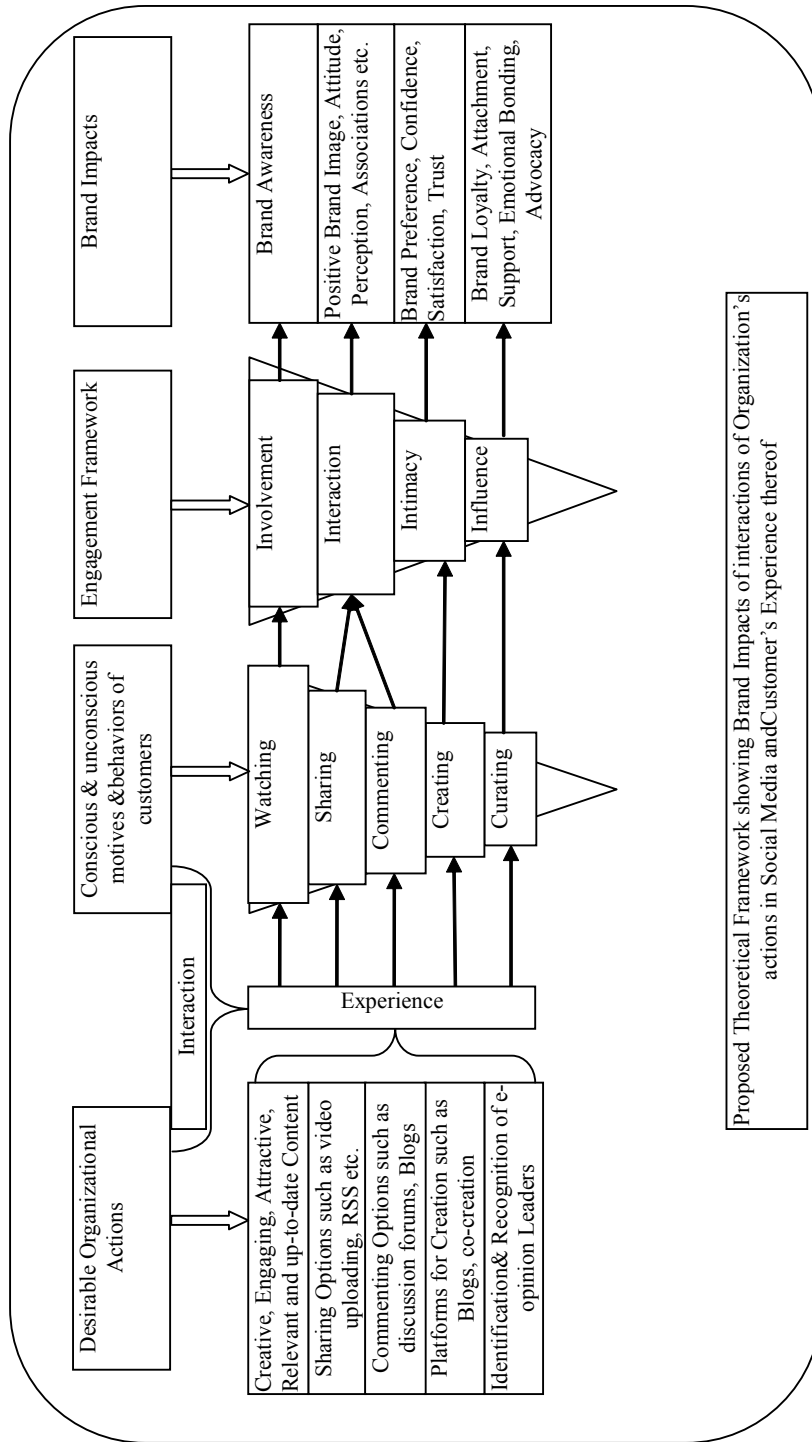 Desirable Organizational
Actions
Interaction
Conscious & unconscious
motives &behaviors of
customers
Engagement Framework
Brand Impacts
Creative, Engaging, Attractive,
Relevant and up-to-date Content
Sharing Options such as video
uploading, RSS etc.
Commenting Options such as
discussion forums, Blogs
Platforms for Creation such as
Blogs, co-creation
Identification& Recognition of e-
opinion Leaders
Experience
Watching
Sharing
Commenting
Creating
Curating
Involvement
Interaction
Intimacy
Influence
Brand Awareness
Positive Brand Image, Attitude,
Perception, Associations etc.
Brand Preference, Confidence,
Satisfaction, Trust
Brand Loyalty, Attachment,
Support, Emotional Bonding,
Advocacy
Proposed Theoretical Framework showing Brand Impacts of interactions of Organization's
actions in Social Media andCustomer's Experience thereof